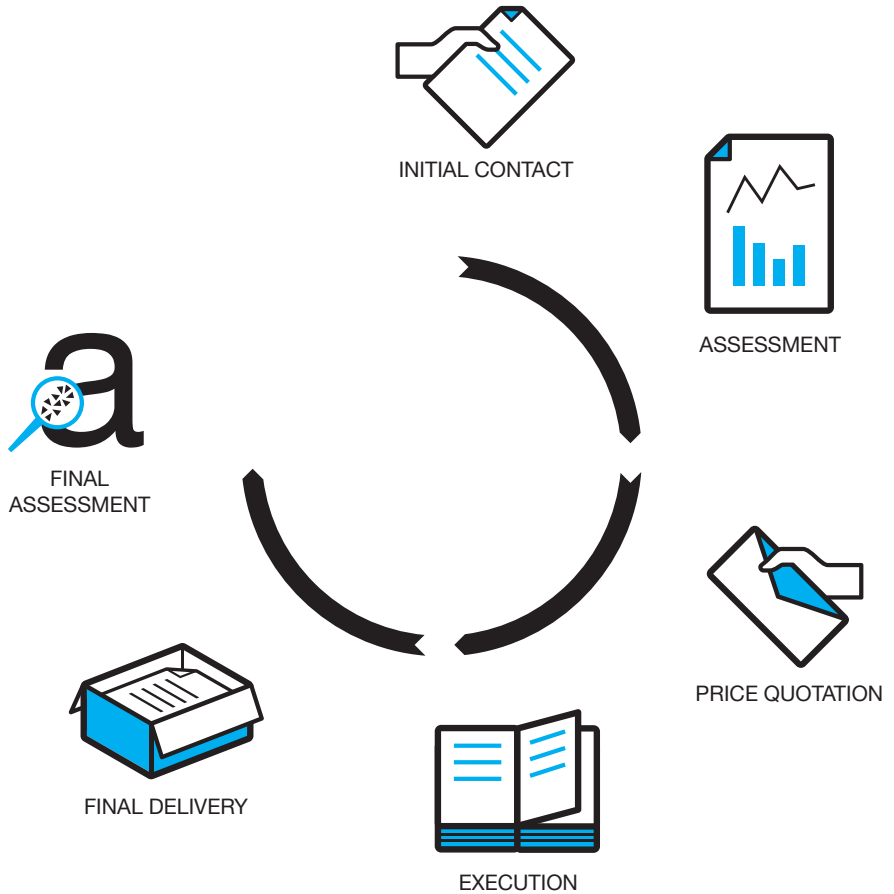 INITIAL CONTACT
ASSESSMENT
PRICE QUOTATION
EXECUTION
FINAL DELIVERY
FINAL
ASSESSMENT
a